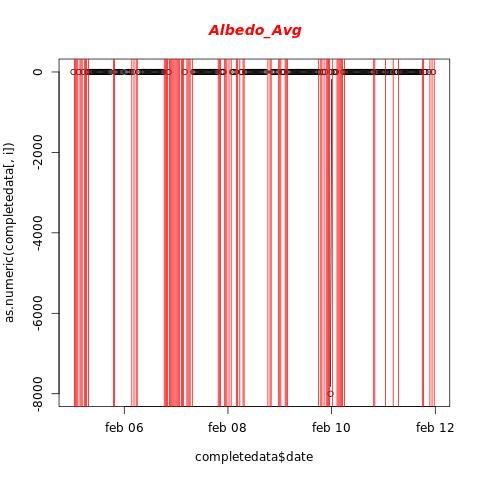 Albedo_Avg
as.numeric(completedata[, i])
0
-2000
-4000
-6000
-8000
feb 06
feb 08
feb 10
feb 12
completedata$date